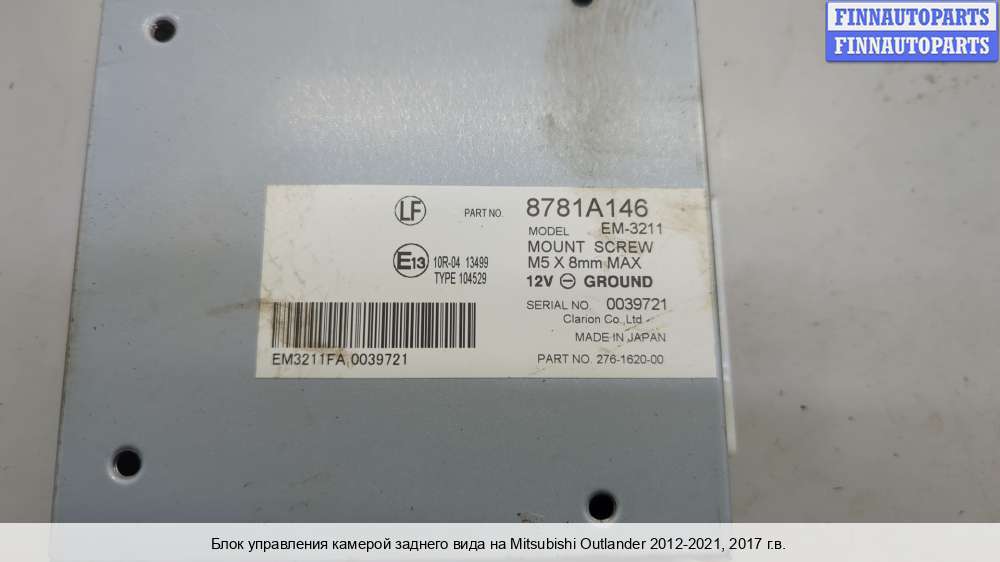 FINNAUTOPARTS
FINNAUTOPARTS
LF
PART NO. 8781A146
MODEL EM-3211
MOUNT SCREW
M5 X 8mm MAX
E13 10R-04 13499
TYPE 104529
12V ⊖ GROUND
SERIAL NO. 0039721
Clarion Co.,Ltd
MADE IN JAPAN
EM3211FA 0039721
PART NO. 276-1620-00
Блок управления камерой заднего вида на Mitsubishi Outlander 2012-2021, 2017 г.в.